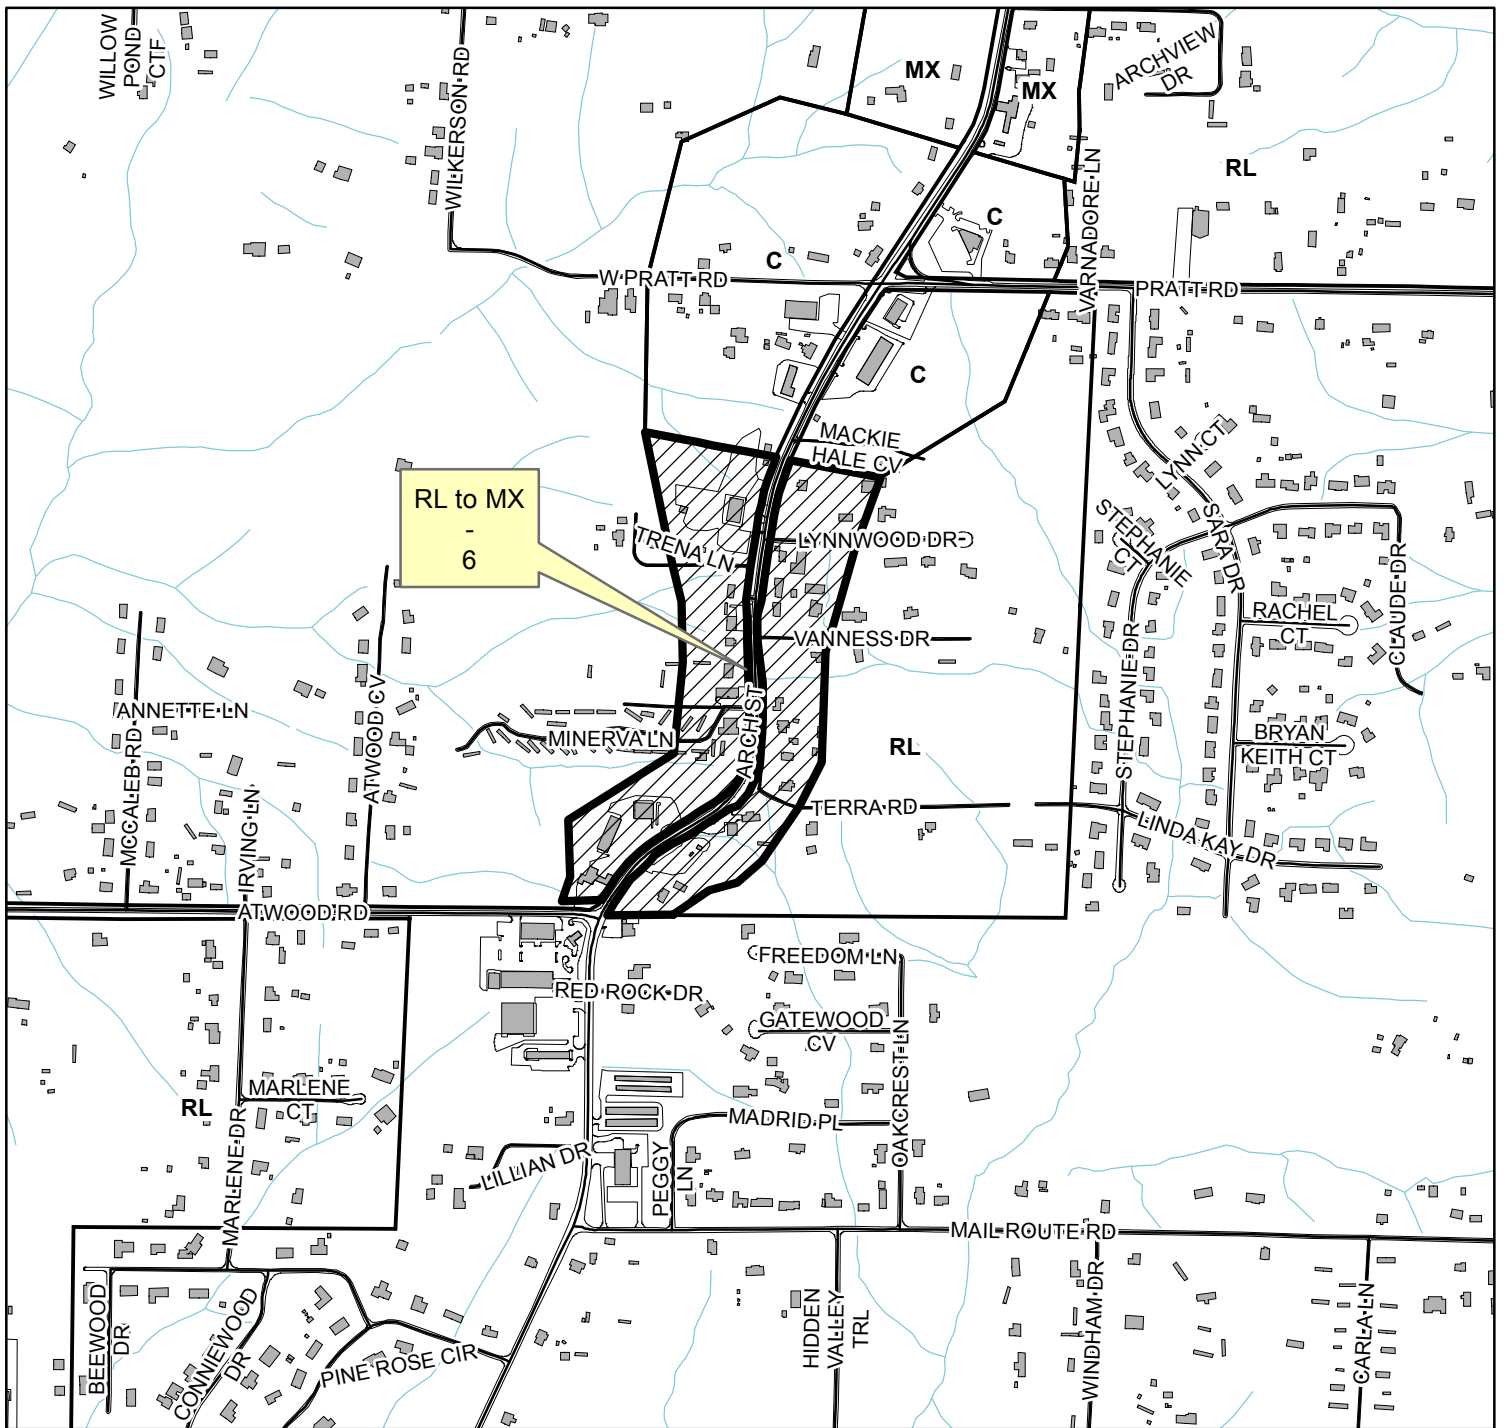 WILLOW
POND
CTF
WILKERSON RD
MX
MX
ARCHVIEW
DR
RL
VARNADORE LN
C
C
W PRATT RD
PRATT RD
C
MACKIE
HALE CV
LYNN CT
RL to MX
-
6
TRENA LN
LYNNWOOD DR
STEPHANIE
CT
SARA DR
CLAUDE DR
RACHEL
CT
VANNESS DR
STEPHANIE DR
ANNETTE LN
MCCALEB RD
ATWOOD CV
MINERVA LN
ARCH ST
RL
BRYAN
KEITH CT
IRVING LN
TERRA RD
LINDA KAY DR
ATWOOD RD
FREEDOM LN
RED ROCK DR
GATEWOOD
CV
OAKCREST LN
MARLENE
CT
RL
MARLENE DR
MADRID PL
LILLIAN DR
PEGGY
LN
MAIL ROUTE RD
BEEWOOD
DR
CONNIEWOOD
DR
PINE ROSE CIR
HIDDEN
VALLEY
TRL
WINDHAM DR
CARLA LN